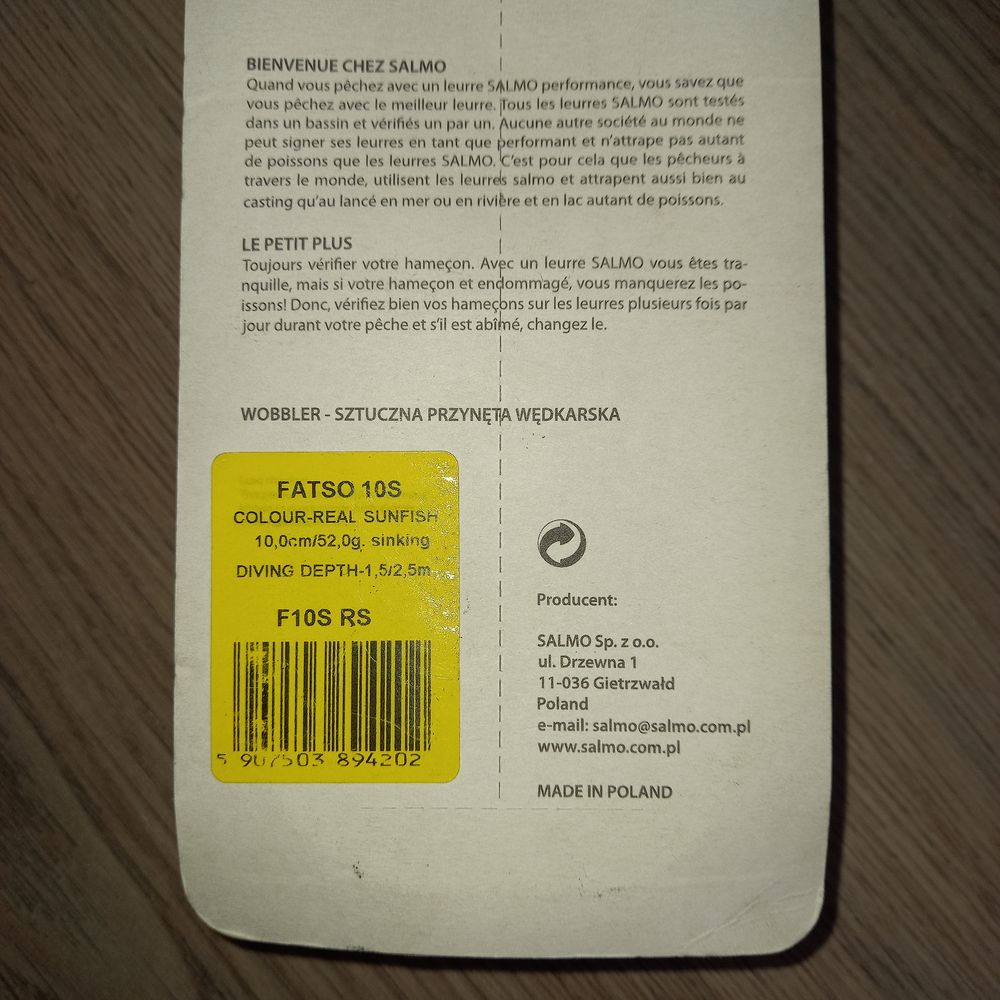 BIENVENUE CHEZ SALMO
Quand vous pêchez avec un leurre SALMO performance, vous savez que
vous pêchez avec le meilleur leurre. Tous les leurres SALMO sont testés
dans un bassin et vérifiés un par un. Aucune autre société au monde ne
peut signer ses leurres en tant que performant et n'attrape pas autant
de poissons que les leurres SALMO. C'est pour cela que les pêcheurs à
travers le monde, utilisent les leurres salmo et attrapent aussi bien au
casting qu'au lancé en mer ou en rivière et en lac autant de poissons.
LE PETIT PLUS
Toujours vérifier votre hameçon. Avec un leurre SALMO vous êtes tra-
nquille, mais si votre hameçon et endommagé, vous manquerez les po-
issons! Donc, vérifiez bien vos hameçons sur les leurres plusieurs fois par
jour durant votre pêche et s'il est abîmé, changez le.
WOBBLER - SZTUCZNA PRZYNĘTA WĘDKARSKA
FATSO 10S
COLOUR-REAL SUNFISH
10,0cm/52,0g. sinking
DIVING DEPTH-1,5/2,5m
F10S RS
5 907503 894202
Producent:
SALMO Sp. z o.o.
ul. Drzewna 1
11-036 Gietrzwałd
Poland
e-mail: salmo@salmo.com.pl
www.salmo.com.pl
MADE IN POLAND